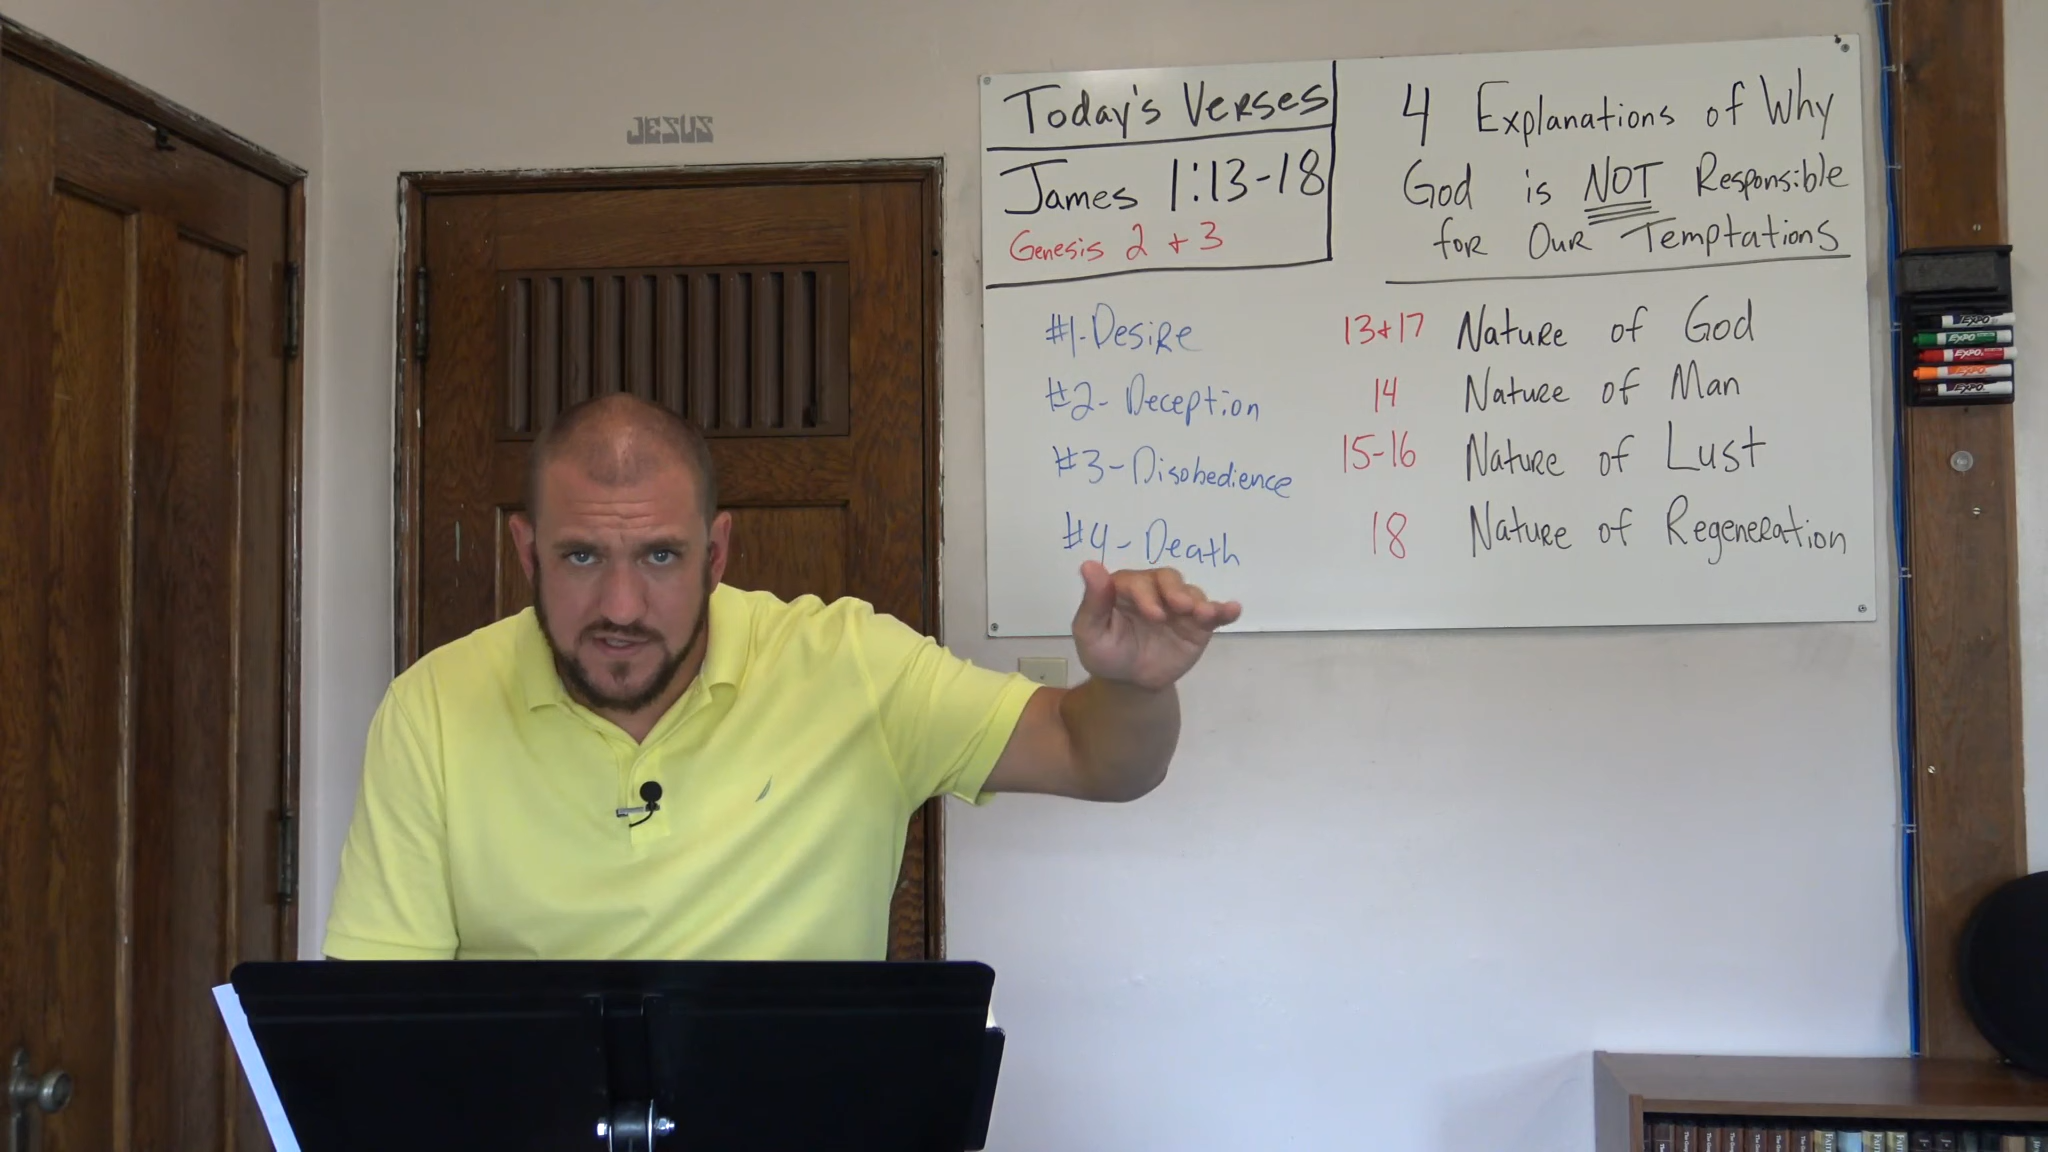 JESUS
Today's Verses
James 1:13-18
Genesis 2 + 3
#1-Desire
#2- Deception
#3-Disobedience
#4-Death
4 Explanations of Why
God is NOT Responsible
for Our Temptations
13+17 Nature of God
14 Nature of Man
15-16 Nature of Lust
18 Nature of Regeneration
EXPO
EXPO
EXPO
EXPO
EXPO